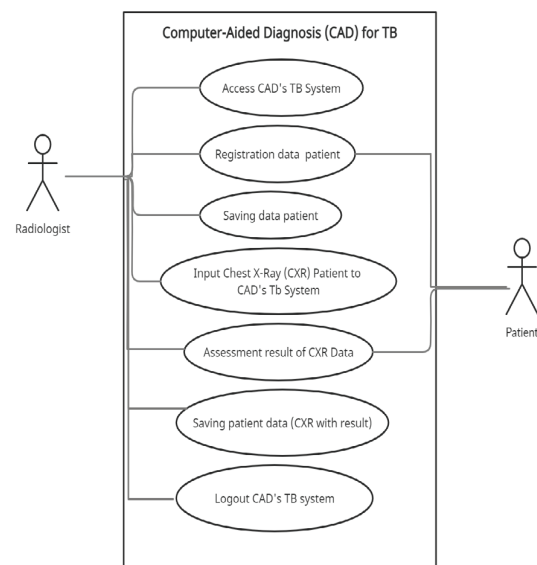 Computer-Aided Diagnosis (CAD) for TB
Access CAD's TB System
Registration data patient
Radiologist
Saving data patient
Input Chest X-Ray (CXR) Patient to
CAD's Tb System
Patient
Assessment result of CXR Data
Saving patient data (CXR with result)
Logout CAD's TB system